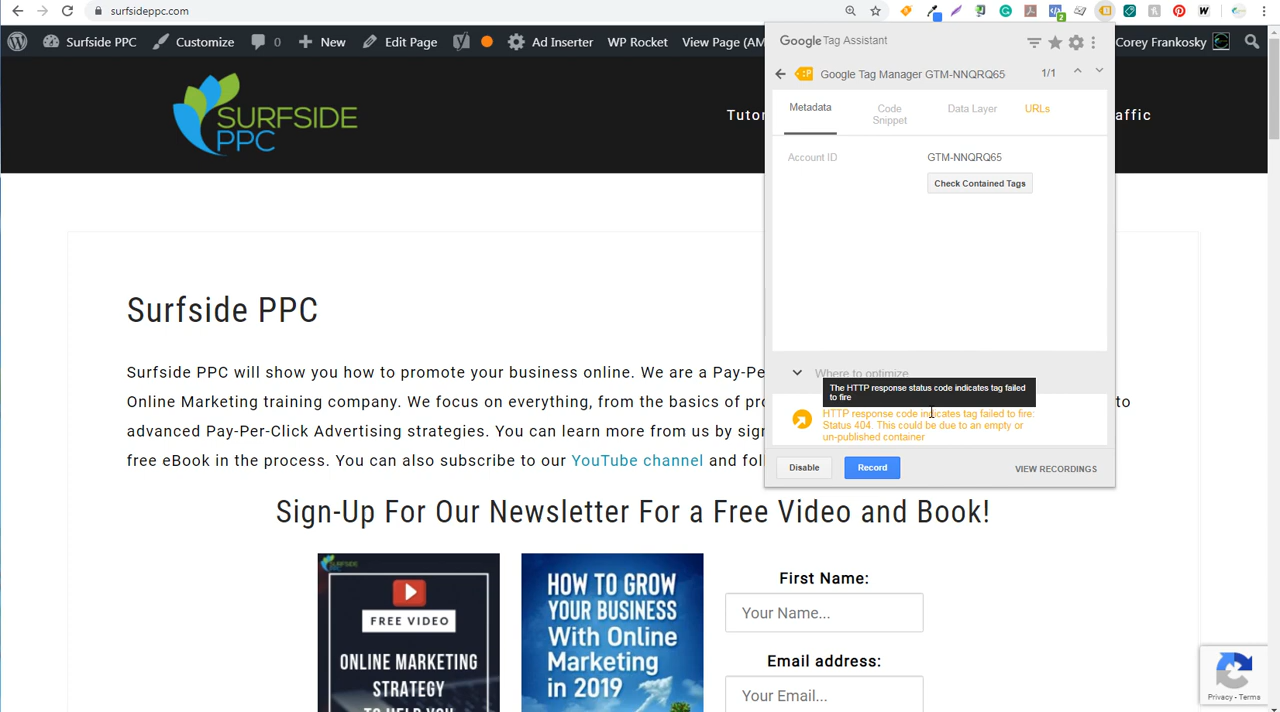 surfsideppc.com
Surfside PPC
Customize
0
New
Edit Page
Ad Inserter
WP Rocket
View Page (AM
Corey Frankosky
2
SURFSIDE
PPC
Tutor
affic
Google Tag Assistant
Google Tag Manager GTM-NNQRQ65
1/1
Metadata
Code
Snippet
Data Layer
URLs
Account ID
GTM-NNQRQ65
Check Contained Tags
Where to optimize
The HTTP response status code indicates tag failed
to fire
HTTP response code indicates tag failed to fire:
Status 404. This could be due to an empty or
un-published container
Disable
Record
VIEW RECORDINGS
Surfside PPC
Surfside PPC will show you how to promote your business online. We are a Pay-Pe
Online Marketing training company. We focus on everything, from the basics of pr
to
advanced Pay-Per-Click Advertising strategies. You can learn more from us by sign
free eBook in the process. You can also subscribe to our YouTube channel and foll
Sign-Up For Our Newsletter For a Free Video and Book!
SURFSIDE
PPC
FREE VIDEO
ONLINE MARKETING
STRATEGY
TO HELP YOU
HOW TO GROW
YOUR BUSINESS
With Online
Marketing
in 2019
First Name:
Your Name...
Email address:
Your Email...
Privacy - Terms